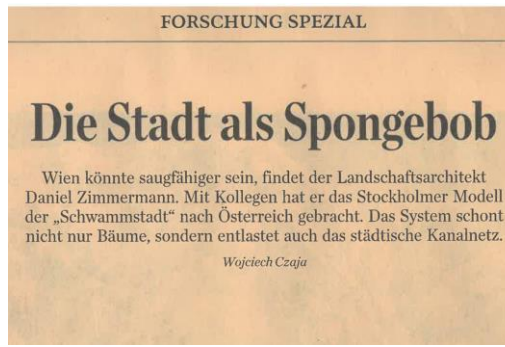 FORSCHUNG SPEZIAL
Die Stadt als Spongebob
Wien könnte saugfähiger sein, findet der Landschaftsarchitekt
Daniel Zimmermann. Mit Kollegen hat er das Stockholmer Modell
der „Schwammstadt“ nach Österreich gebracht. Das System schont
nicht nur Bäume, sondern entlastet auch das städtische Kanalnetz.
Wojciech Czaja